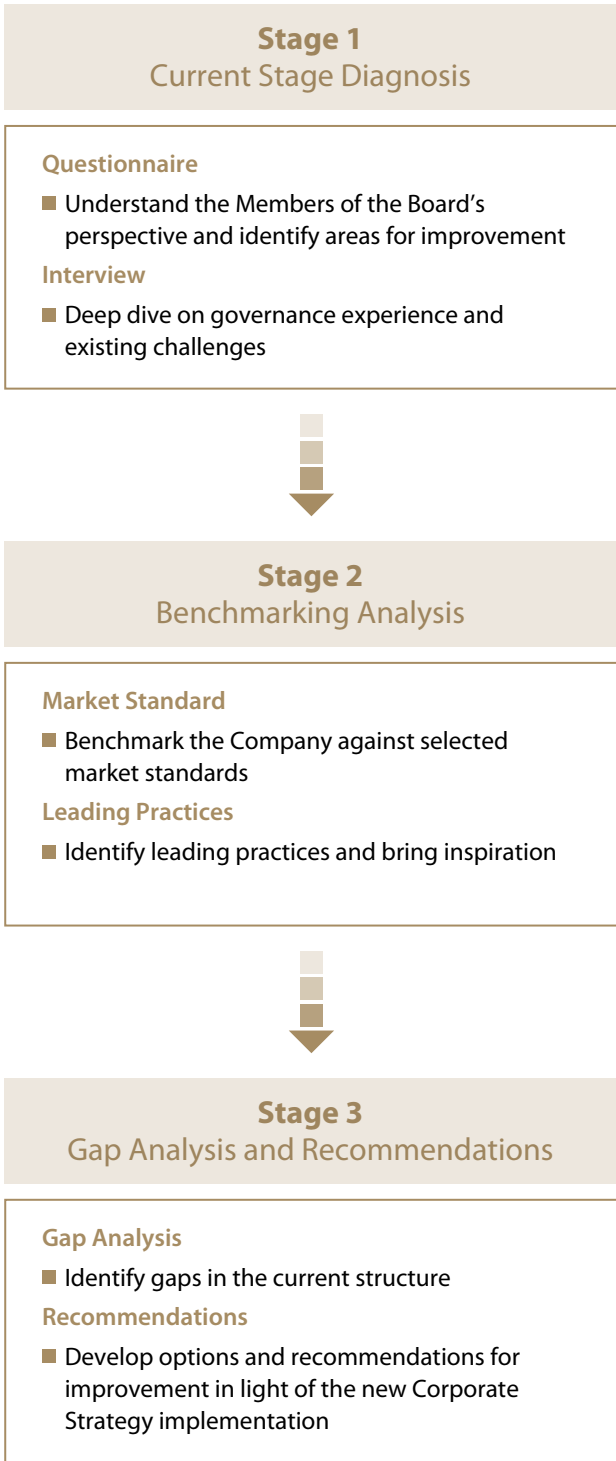 Stage 1
Current Stage Diagnosis
Questionnaire
Understand the Members of the Board's
perspective and identify areas for improvement
Interview
Deep dive on governance experience and
existing challenges
Stage 2
Benchmarking Analysis
Market Standard
Benchmark the Company against selected
market standards
Leading Practices
Identify leading practices and bring inspiration
Stage 3
Gap Analysis and Recommendations
Gap Analysis
Identify gaps in the current structure
Recommendations
Develop options and recommendations for
improvement in light of the new Corporate
Strategy implementation